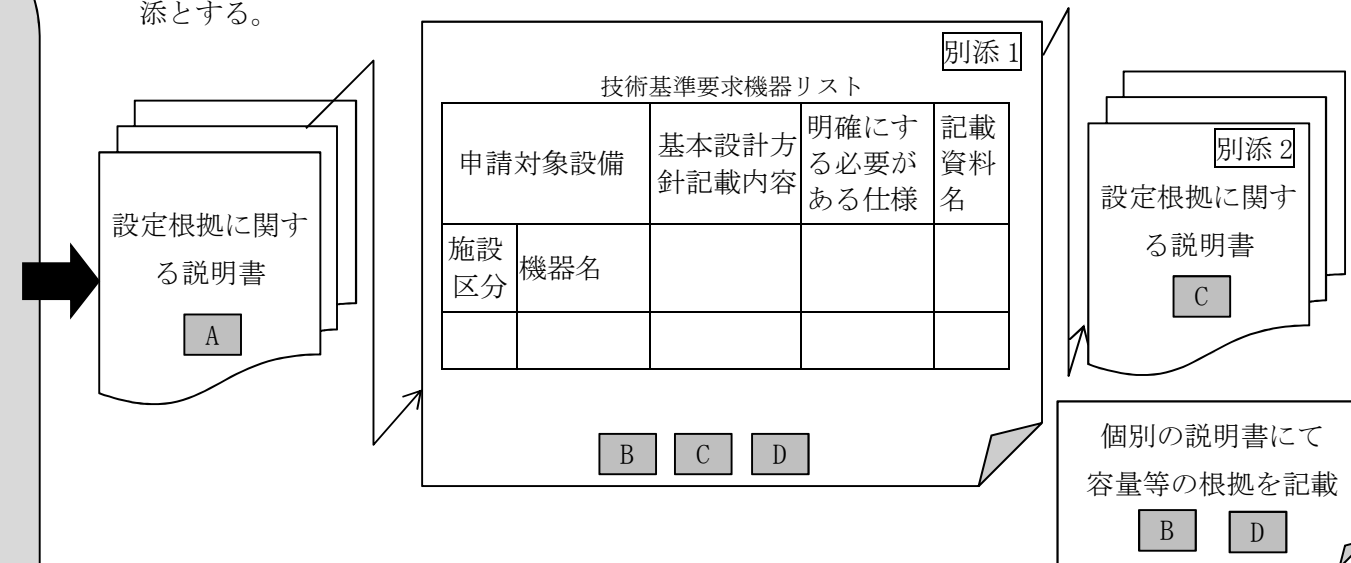 添とする。
設定根拠に関す
る説明書
A
別添 1
技術基準要求機器リスト
申請対象設備
基本設計方
針記載内容
明確にす
る必要が
ある仕様
記載
資料
名
施設
区分
機器名
B C D
別添 2
設定根拠に関す
る説明書
C
個別の説明書にて
容量等の根拠を記載
B D